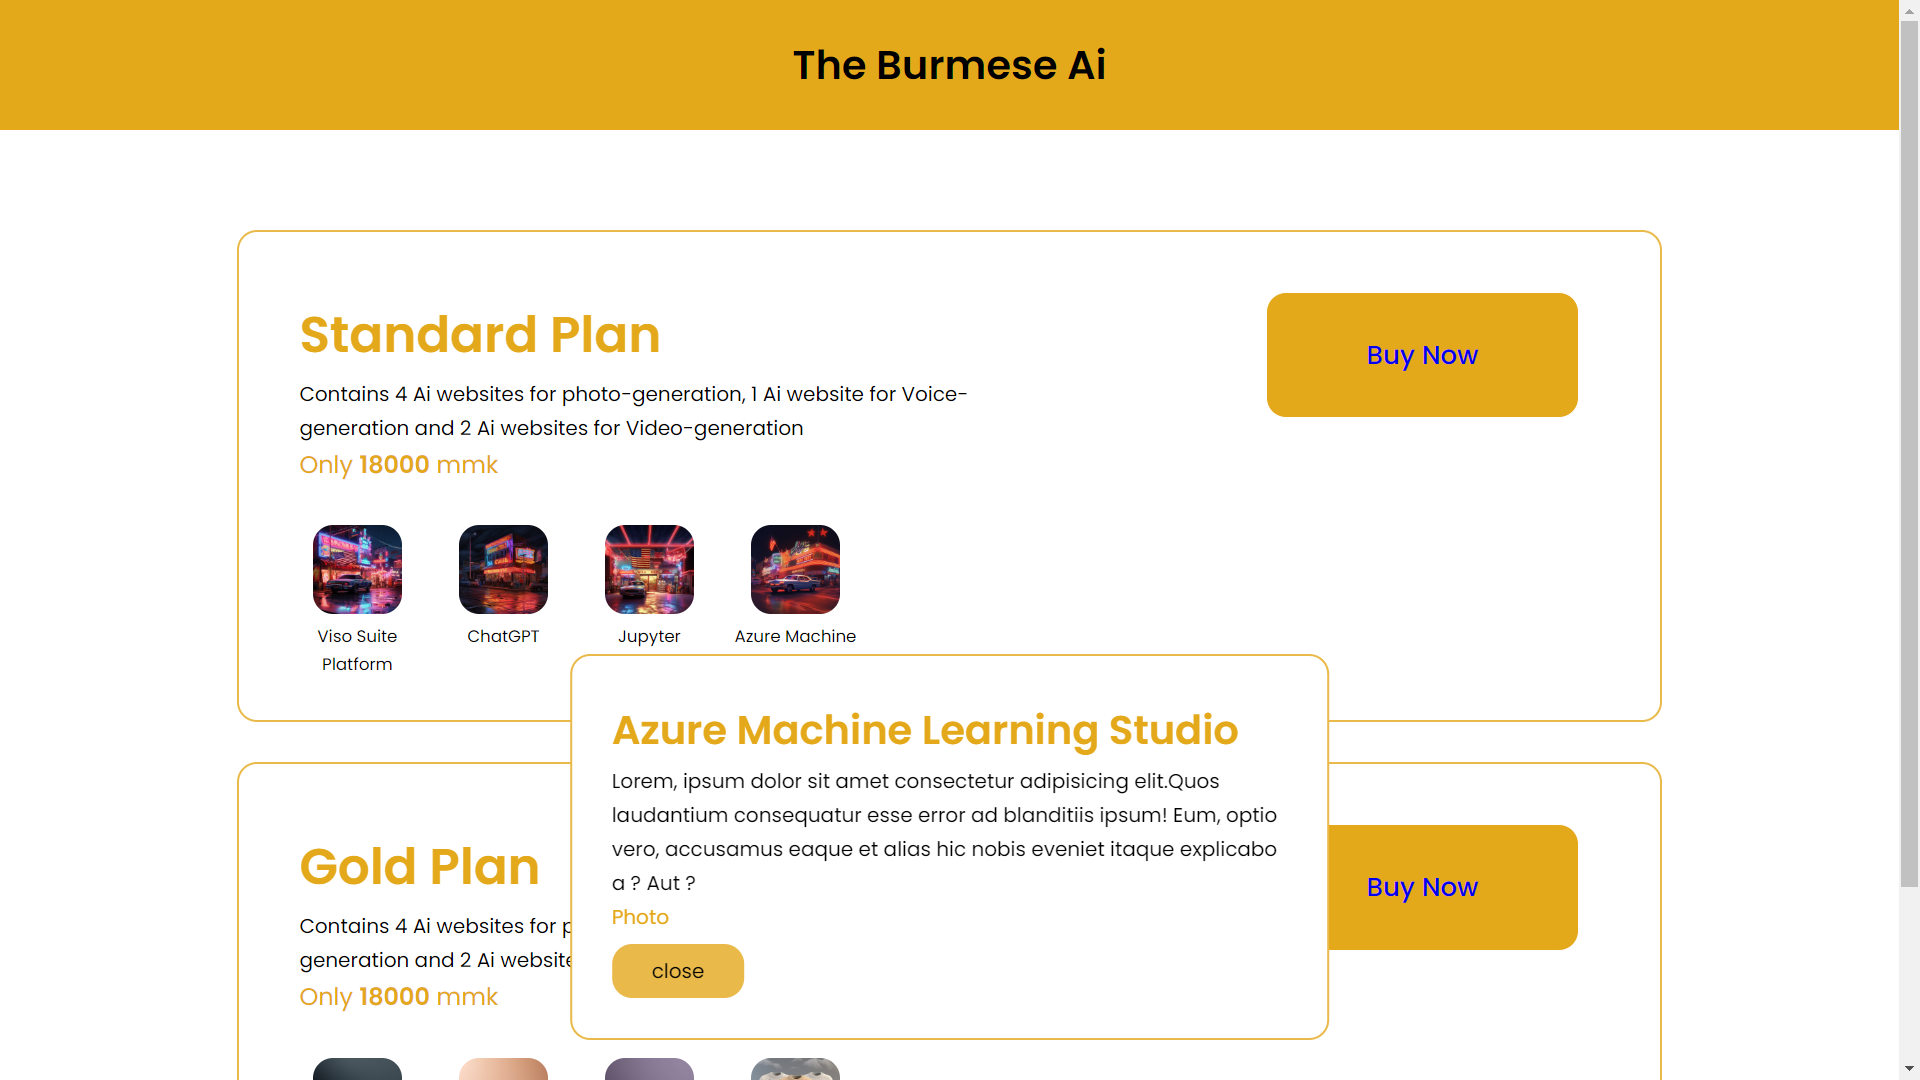 The Burmese Ai
Standard Plan
Contains 4 Ai websites for photo-generation, 1 Ai website for Voice-
generation and 2 Ai websites for Video-generation
Only 18000 mmk
Buy Now
Viso Suite
Platform
ChatGPT
Jupyter
Azure Machine
Azure Machine Learning Studio
Lorem, ipsum dolor sit amet consectetur adipisicing elit.Quos
laudantium consequatur esse error ad blanditiis ipsum! Eum, optio
vero, accusamus eaque et alias hic nobis eveniet itaque explicabo
a ? Aut ?
Photo
close
Gold Plan
Contains 4 Ai websites for
generation and 2 Ai website
Only 18000 mmk
Buy Now